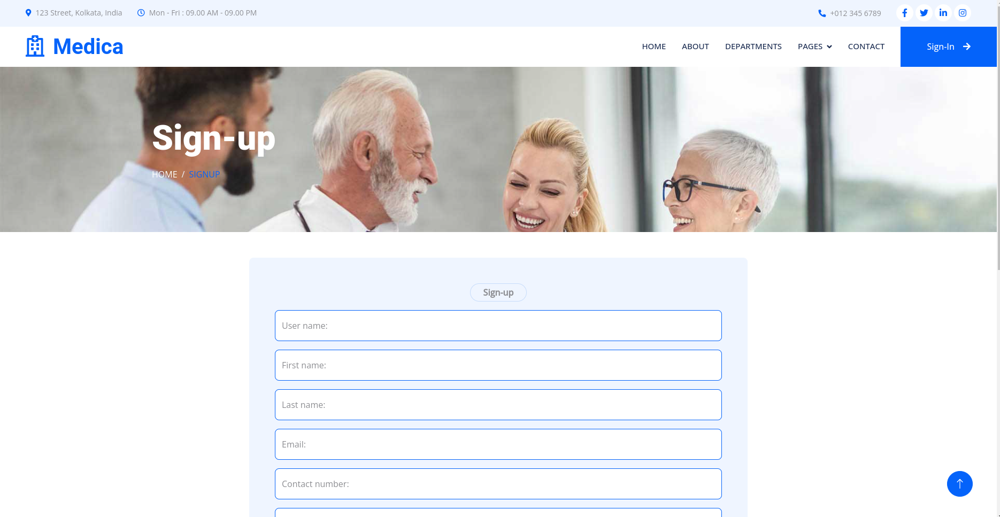 123 Street, Kolkata, India
Mon - Fri : 09.00 AM - 09.00 PM
+012 345 6789
Medica
HOME
ABOUT
DEPARTMENTS
PAGES
CONTACT
Sign-In
Sign-up
HOME / SIGNUP
Sign-up
User name:
First name:
Last name:
Email:
Contact number: